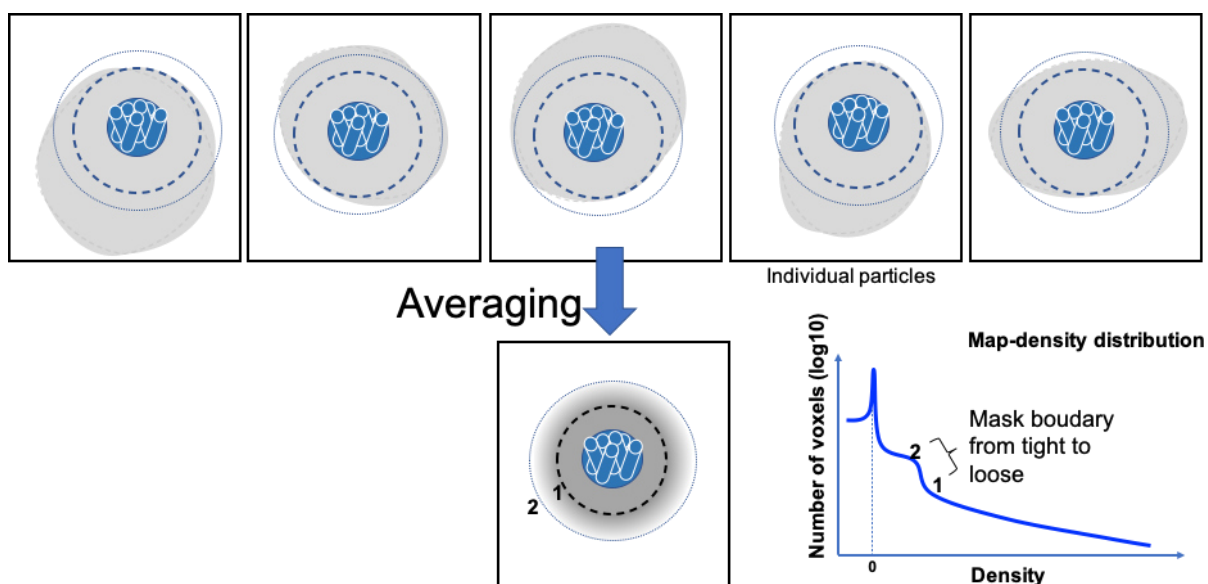 Individual particles
Averaging
1
2
Map-density distribution
Number of voxels (log10)
2
1
Mask boudary
from tight to
loose
0
Density